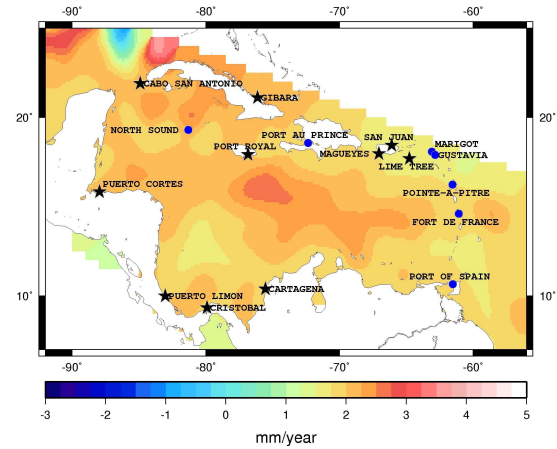 -90° -80° -70° -60°
CABO SAN ANTONIO
GIBARA
20° 20°
NORTH SOUND
PORT AU PRINCE
SAN JUAN
MARIGOT
PORT ROYAL
MAGUEYES
GUSTAVIA
LIME TREE
PUERTO CORTES
POINTE-A-PITRE
FORT DE FRANCE
PORT OF SPAIN
CARTAGENA
10° 10°
PUERTO LIMON
CRISTOBAL
-90° -80° -70° -60°
-3 -2 -1 0 1 2 3 4 5
mm/year